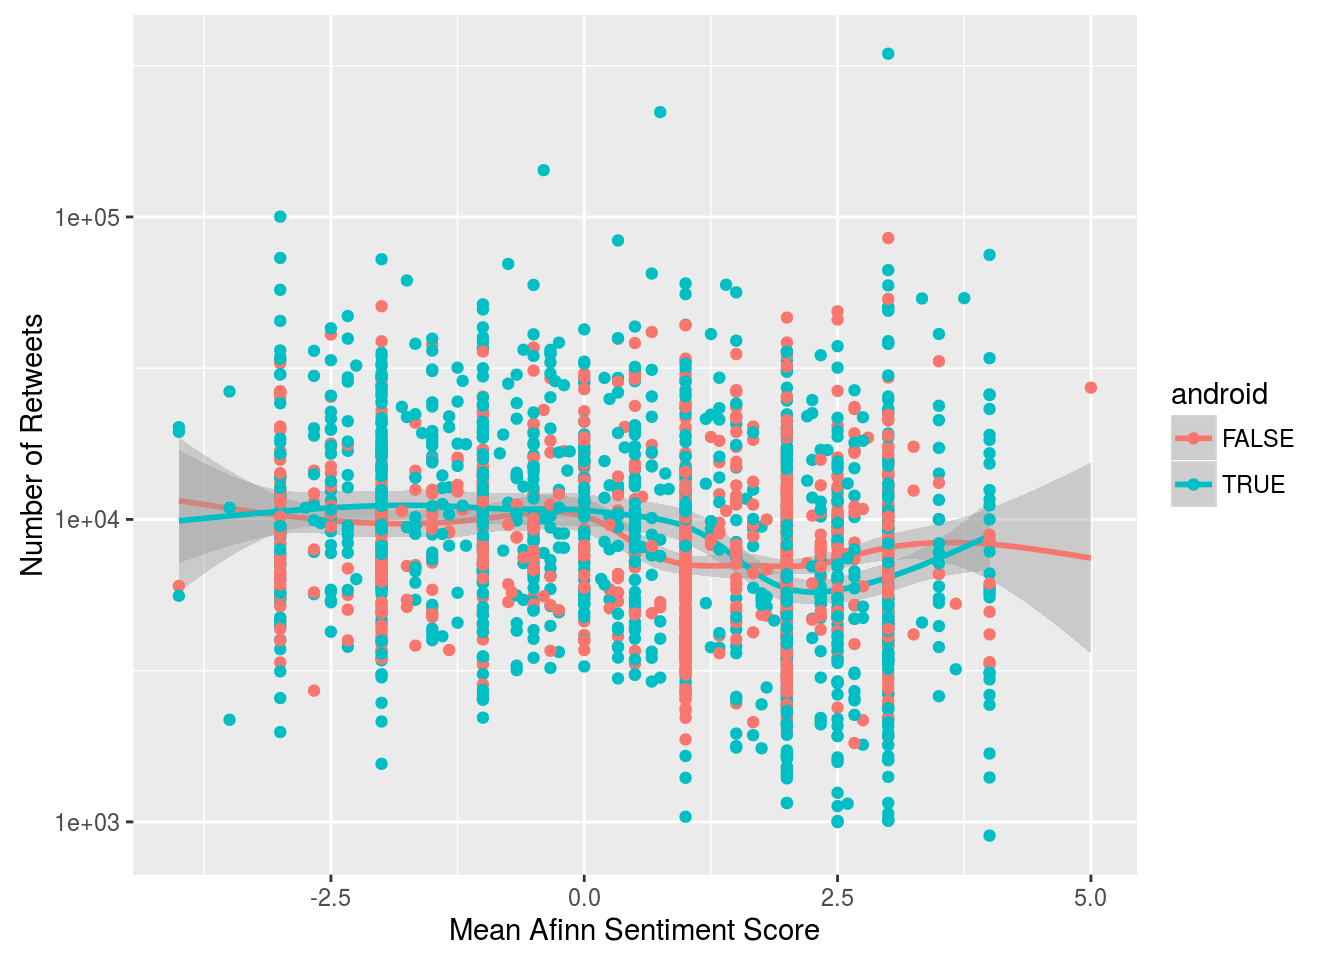 Number of Retweets
1e+05
1e+04
1e+03
-2.5
0.0
2.5
5.0
Mean Afinn Sentiment Score
android
FALSE
TRUE